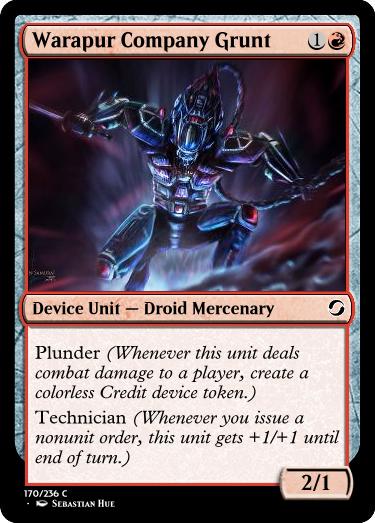 Warapur Company Grunt 1
Device Unit — Droid Mercenary
Plunder (Whenever this unit deals
combat damage to a player, create a
colorless Credit device token.)
Technician (Whenever you issue a
nonunit order, this unit gets +1/+1 until
end of turn.)
2/1
170/236 C
· Sebastian Hue